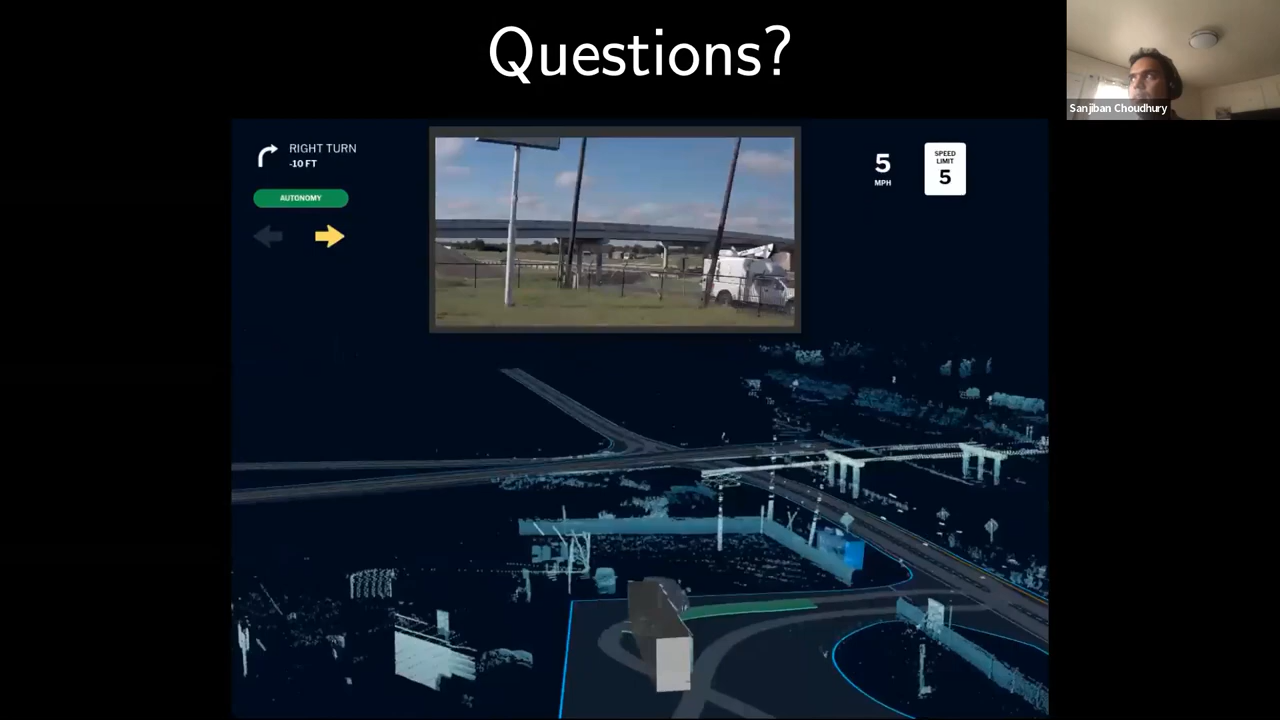 Questions?
Sanjiban Choudhury
RIGHT TURN
-10 FT
AUTONOMY
5
MPH
SPEED
LIMIT
5